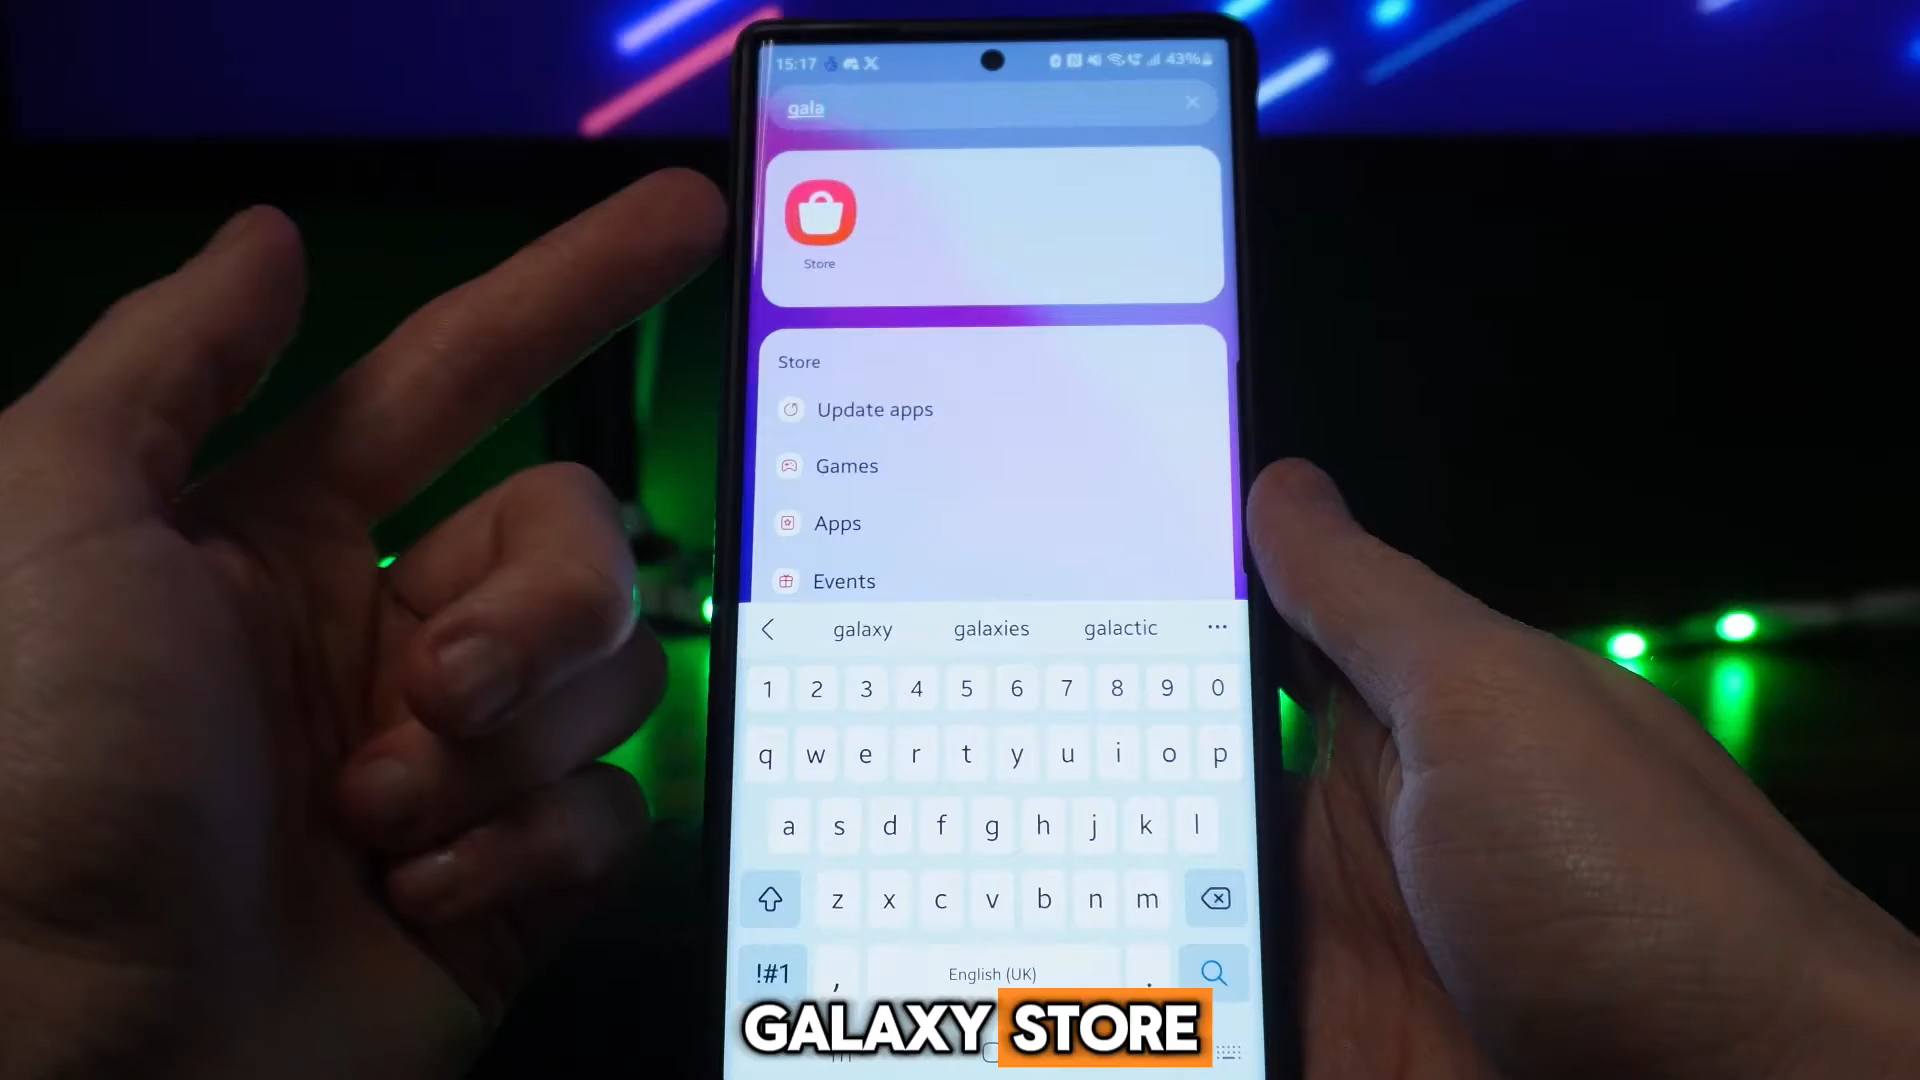 15:17 43%
gala
Store
Store
Update apps
Games
Apps
Events
galaxy galaxies galactic
1 2 3 4 5 6 7 8 9 0
q w e r t y u i o p
a s d f g h j k l
z x c v b n m
!#1 , English (UK) .
GALAXY STORE